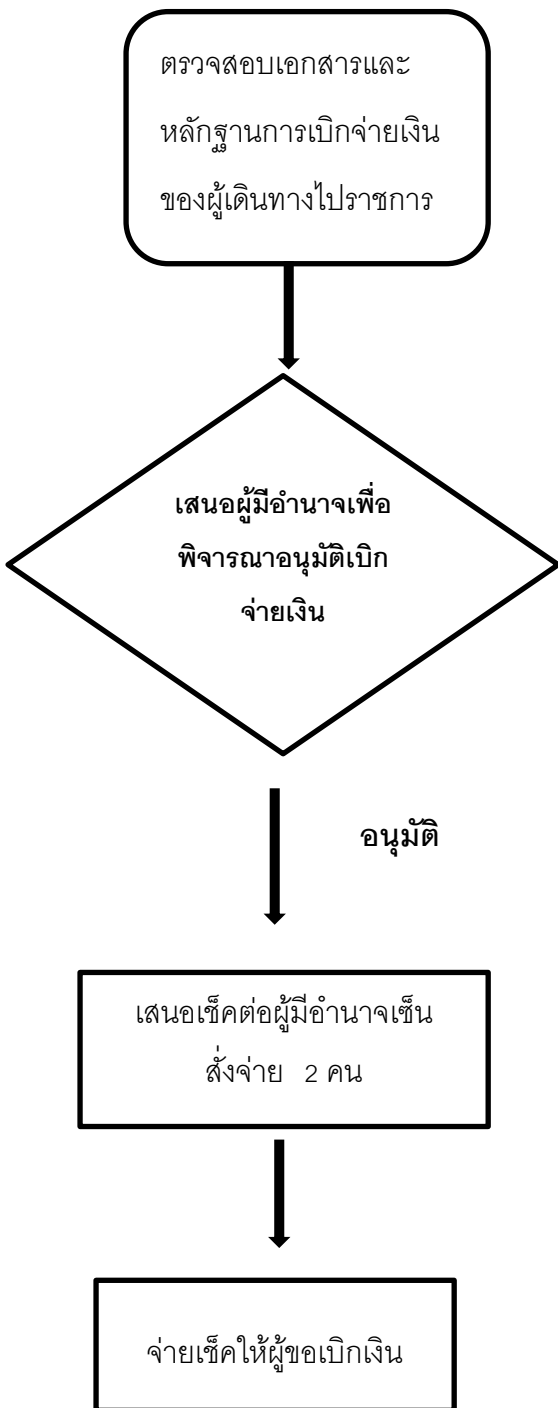 ตรวจสอบเอกสารและ
หลักฐานการเบิกจ่ายเงิน
ของผู้เดินทางไปราชการ
เสนอผู้มีอำนาจเพื่อ
พิจารณาอนุมัติเบิก
จ่ายเงิน
อนุมัติ
เสนอเช็คต่อผู้มีอำนาจเซ็น
สั่งจ่าย 2 คน
จ่ายเช็คให้ผู้ขอเบิกเงิน